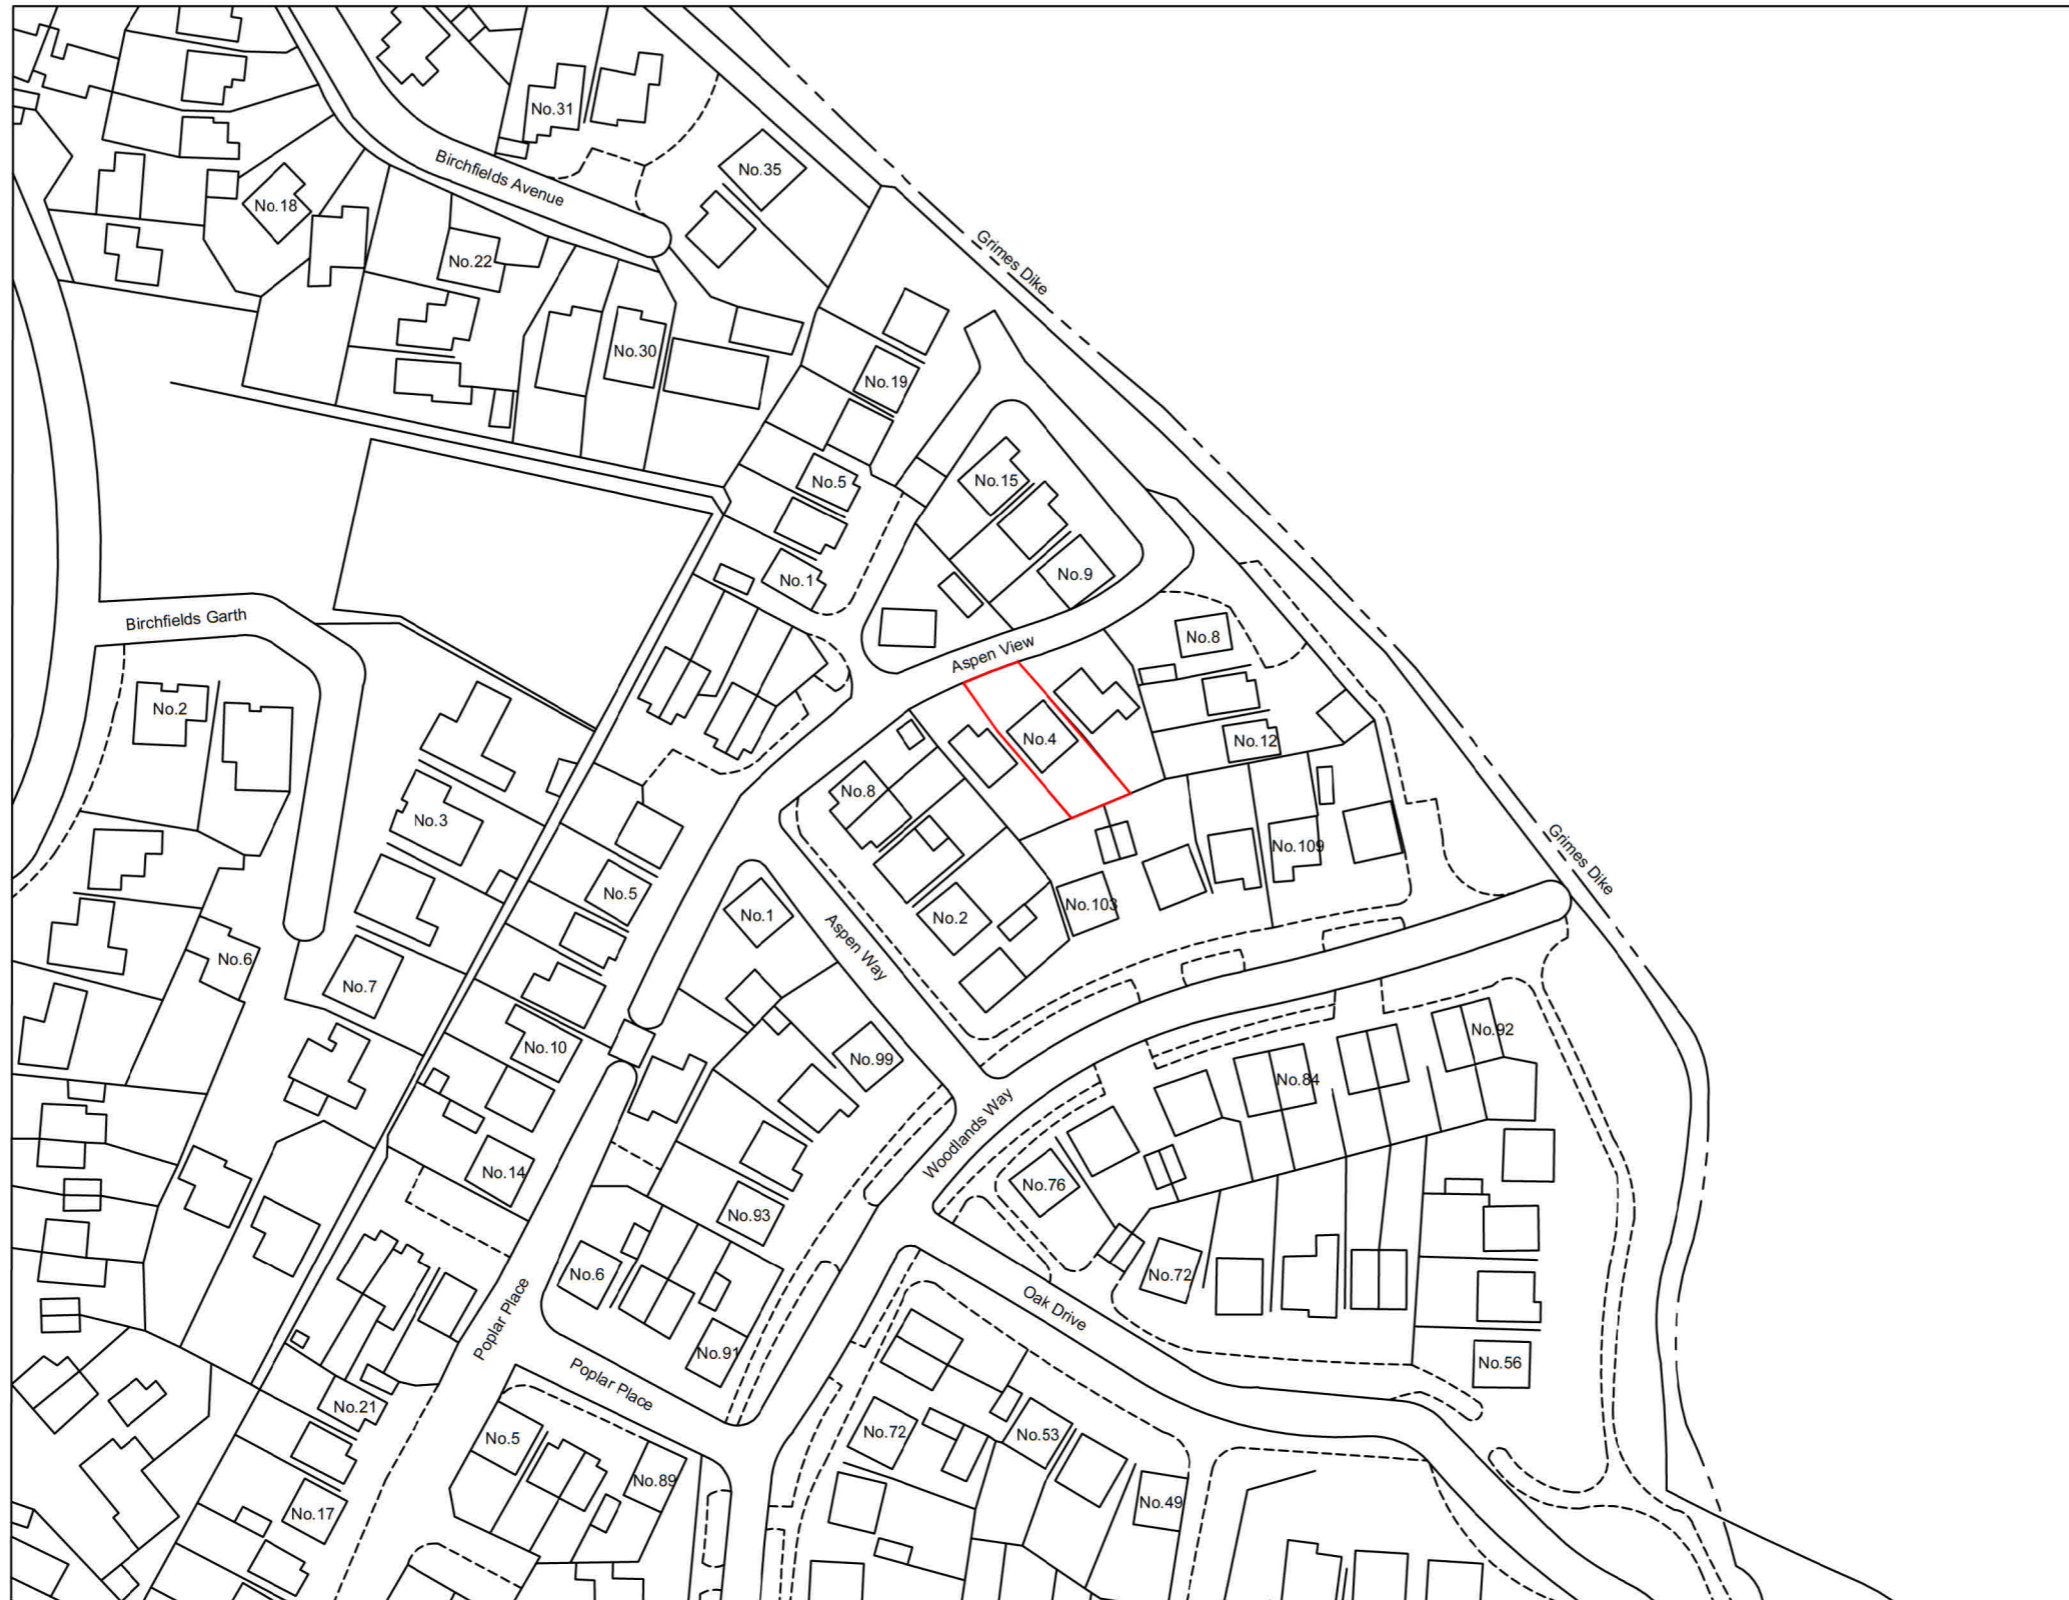 No.31
Birchfields Avenue
No.35
No.18
No.22
Grimes Dike
No.30
No.19
No.15
No.5
No.1
No.9
Birchfields Garth
Aspen View
No.8
No.2
No.4
No.12
No.8
No.3
No.109
Grimes Dike
No.5
No.1
No.2
No.103
Aspen Way
No.6
No.7
No.92
No.10
No.99
No.84
Woodlands Way
No.14
No.76
No.93
No.6
No.72
Oak Drive
Poplar Place
No.91
No.56
Poplar Place
No.21
No.5
No.72
No.53
No.89
No.49
No.17